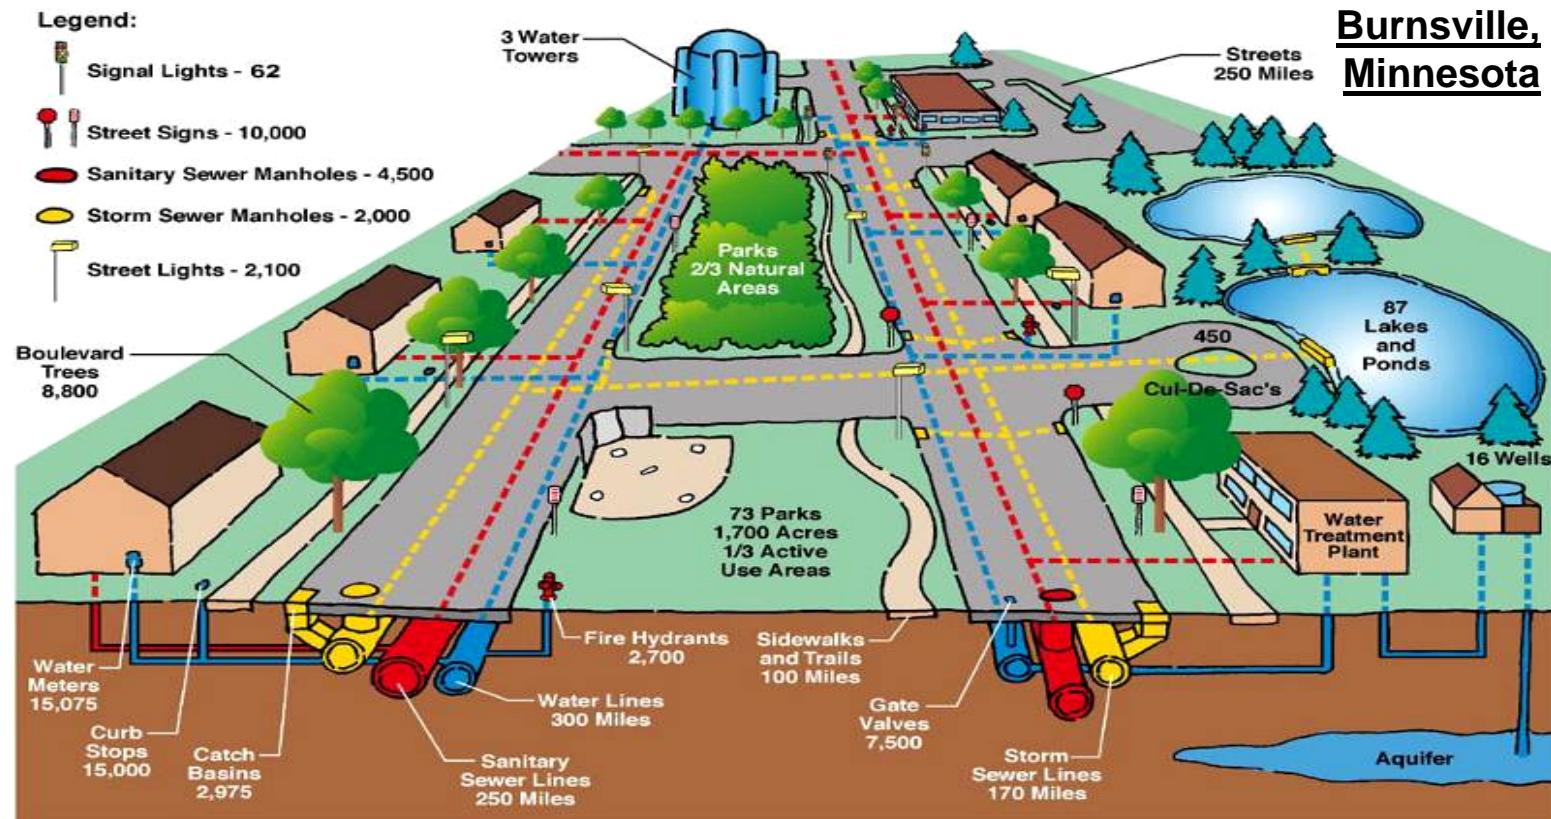 Legend:
Signal Lights - 62
Street Signs - 10,000
Sanitary Sewer Manholes - 4,500
Storm Sewer Manholes - 2,000
Street Lights - 2,100
3 Water
Towers
Streets
250 Miles
Burnsville,
Minnesota
Parks
2/3 Natural
Areas
Boulevard
Trees
8,800
87
Lakes
and
Ponds
450
Cul-De-Sac's
16 Wells
73 Parks
1,700 Acres
1/3 Active
Use Areas
Water
Treatment
Plant
Water
Meters
15,075
Curb
Stops
15,000
Catch
Basins
2,975
Sanitary
Sewer Lines
250 Miles
Water Lines
300 Miles
Fire Hydrants
2,700
Sidewalks
and Trails
100 Miles
Gate
Valves
7,500
Storm
Sewer Lines
170 Miles
Aquifer